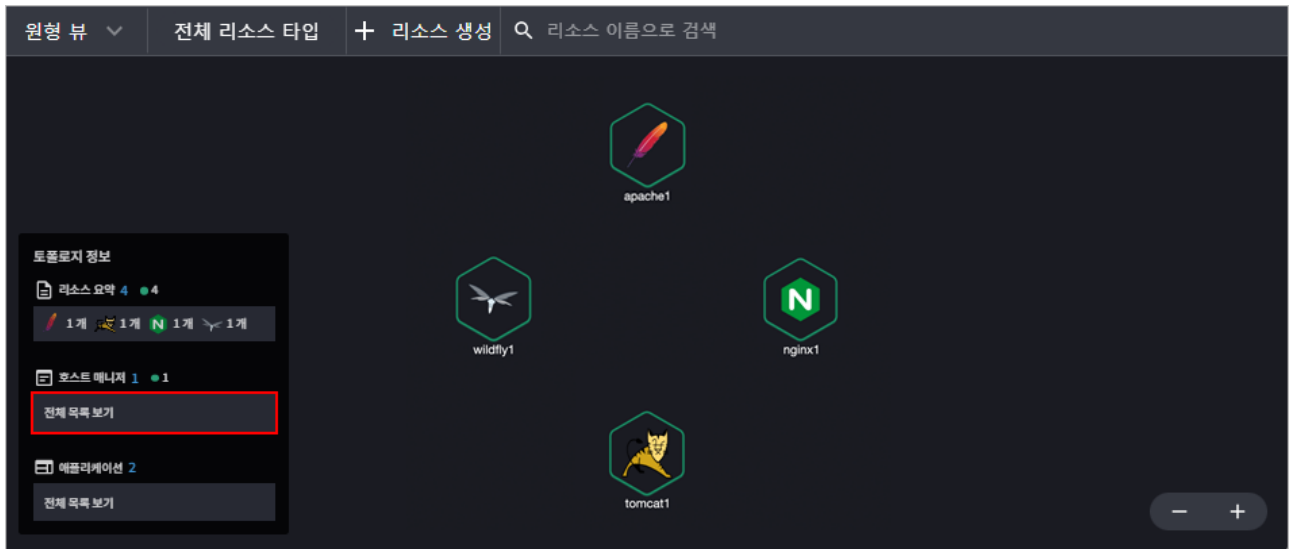 원형 뷰 전체 리소스 타입 + 리소스 생성 리소스 이름으로 검색
apache1
토폴로지 정보
리소스 요약 4 4
1개 1개 N 1개 1개
wildfly1
nginx1
호스트 매니저 1 1
전체 목록 보기
애플리케이션 2
전체 목록 보기
tomcat1